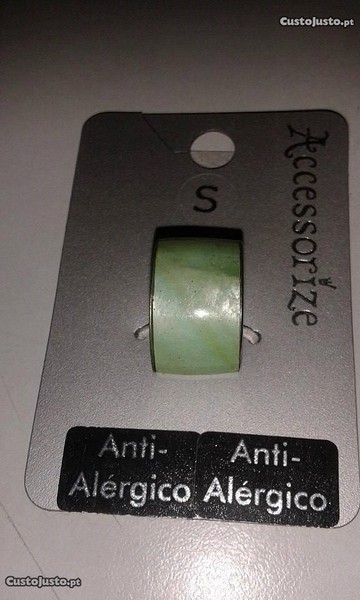 CustoJusto.pt
Accessorize
S
Anti-
Alérgico
Anti-
Alérgico
CustoJusto.pt